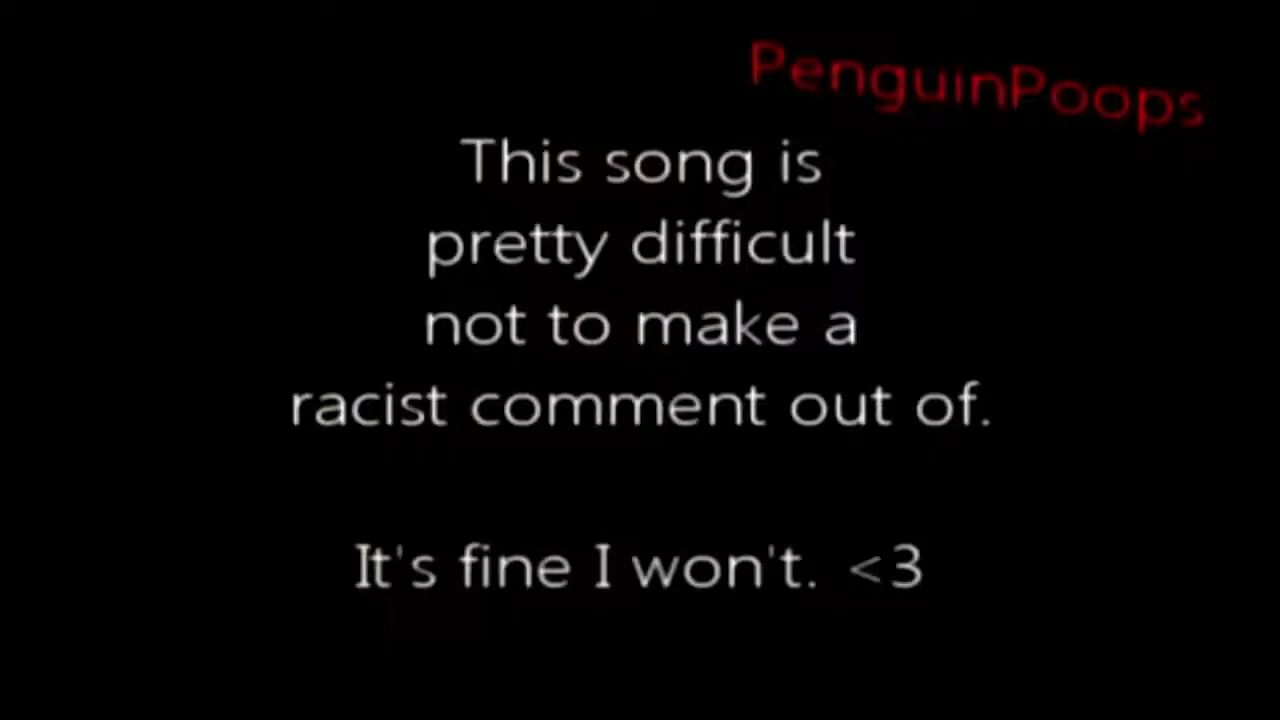 PenguinPoops
This song is
pretty difficult
not to make a
racist comment out of.
It's fine I won't. <3